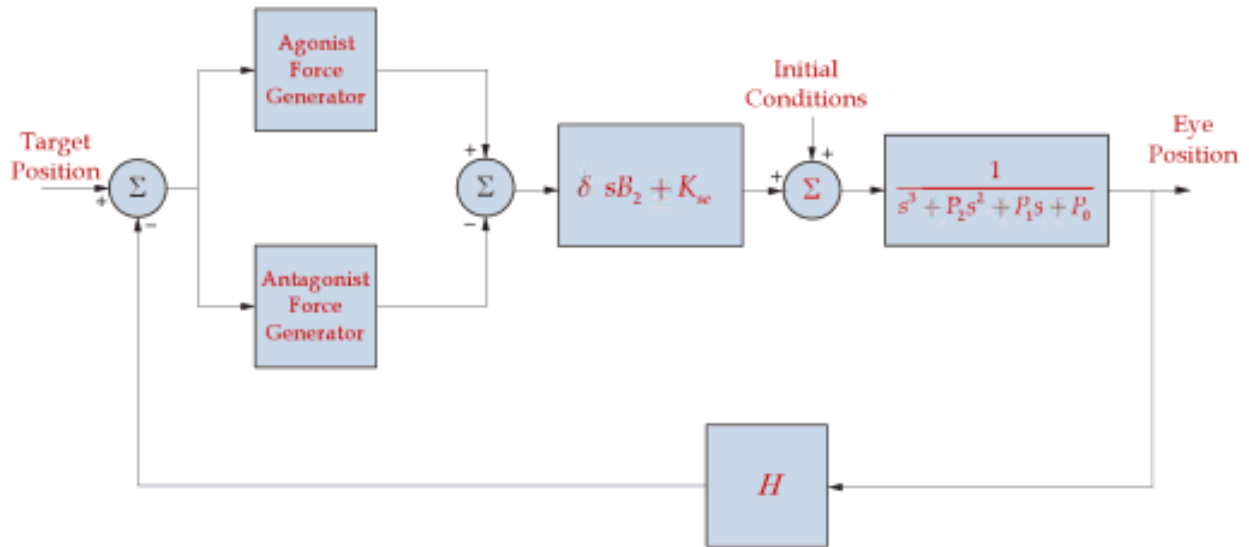 Agonist
Force
Generator
Initial
Conditions
Target
Position
Eye
Position
+
−
Σ
+
−
Σ
δ sB₂ + Kse
+
+
Σ
1
s³ + P₂s² + P₁s + P₀
Antagonist
Force
Generator
H